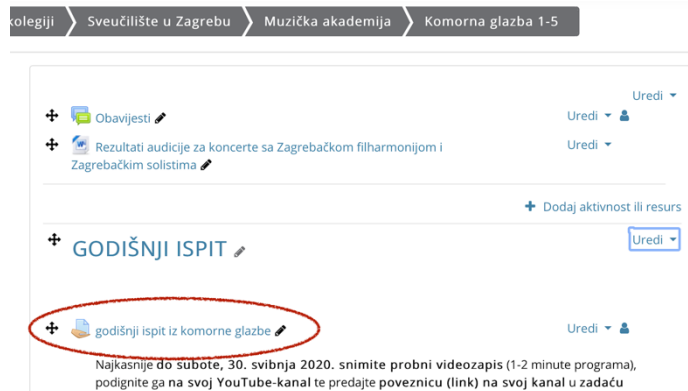 kolegiji Sveučilište u Zagrebu Muzička akademija Komorna glazba 1-5
Uredi
Obavijesti Uredi
Rezultati audicije za koncerte sa Zagrebačkom filharmonijom i Uredi
Zagrebačkim solistima
Dodaj aktivnost ili resurs
GODIŠNJI ISPIT Uredi
godišnji ispit iz komorne glazbe Uredi
Najkasnije do subote, 30. svibnja 2020. snimite probni videozapis (1-2 minute programa),
podignite ga na svoj YouTube-kanal te predajte poveznicu (link) na svoj kanal u zadaću